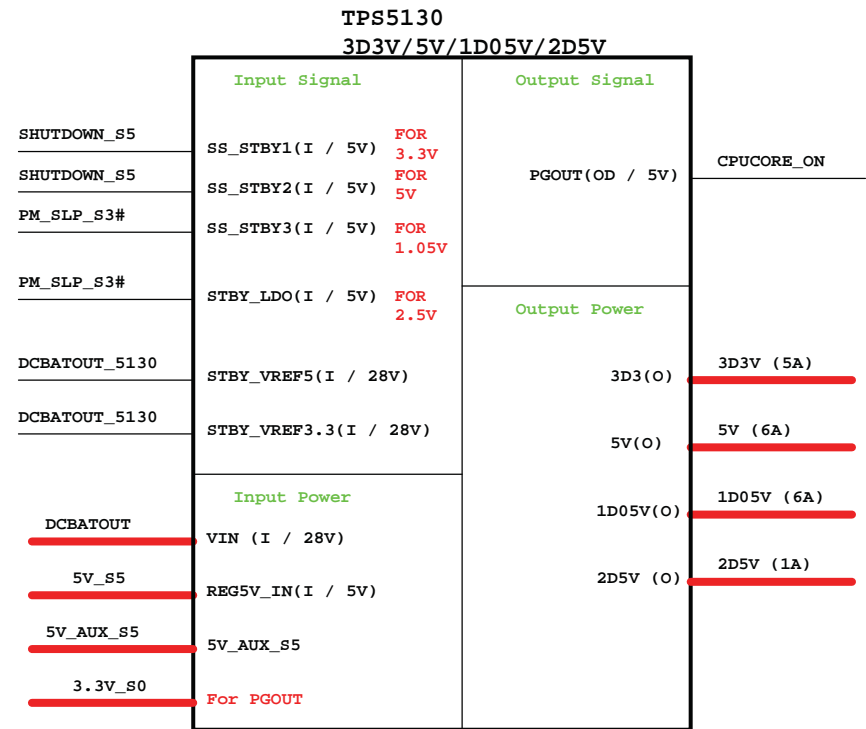 TPS5130
3D3V/5V/1D05V/2D5V
Input Signal
Output Signal
SHUTDOWN_S5
SS_STBY1(I / 5V)
FOR
3.3V
SHUTDOWN_S5
SS_STBY2(I / 5V)
FOR
5V
PM_SLP_S3#
SS_STBY3(I / 5V)
FOR
1.05V
PM_SLP_S3#
STBY_LDO(I / 5V)
FOR
2.5V
DCBATOUT_5130
STBY_VREF5(I / 28V)
DCBATOUT_5130
STBY_VREF3.3(I / 28V)
PGOUT(OD / 5V)
CPUCORE_ON
Input Power
DCBATOUT
VIN (I / 28V)
5V_S5
REG5V_IN(I / 5V)
5V_AUX_S5
5V_AUX_S5
3.3V_S0
For PGOUT
Output Power
3D3(O)
3D3V (5A)
5V(O)
5V (6A)
1D05V(O)
1D05V (6A)
2D5V (O)
2D5V (1A)